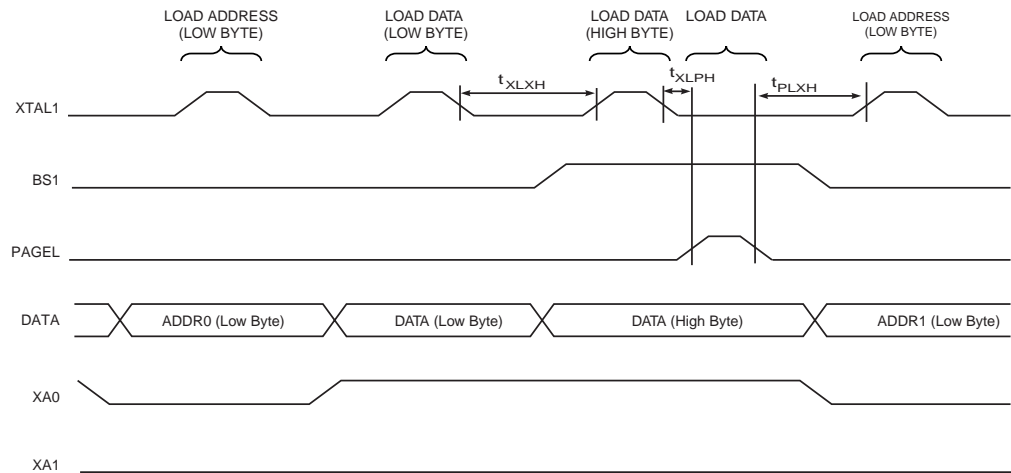 LOAD ADDRESS
(LOW BYTE)
LOAD DATA
(LOW BYTE)
LOAD DATA
(HIGH BYTE)
LOAD DATA
LOAD ADDRESS
(LOW BYTE)
tXLXH
tXLPH
tPLXH
XTAL1
BS1
PAGEL
DATA
ADDR0 (Low Byte)
DATA (Low Byte)
DATA (High Byte)
ADDR1 (Low Byte)
XA0
XA1